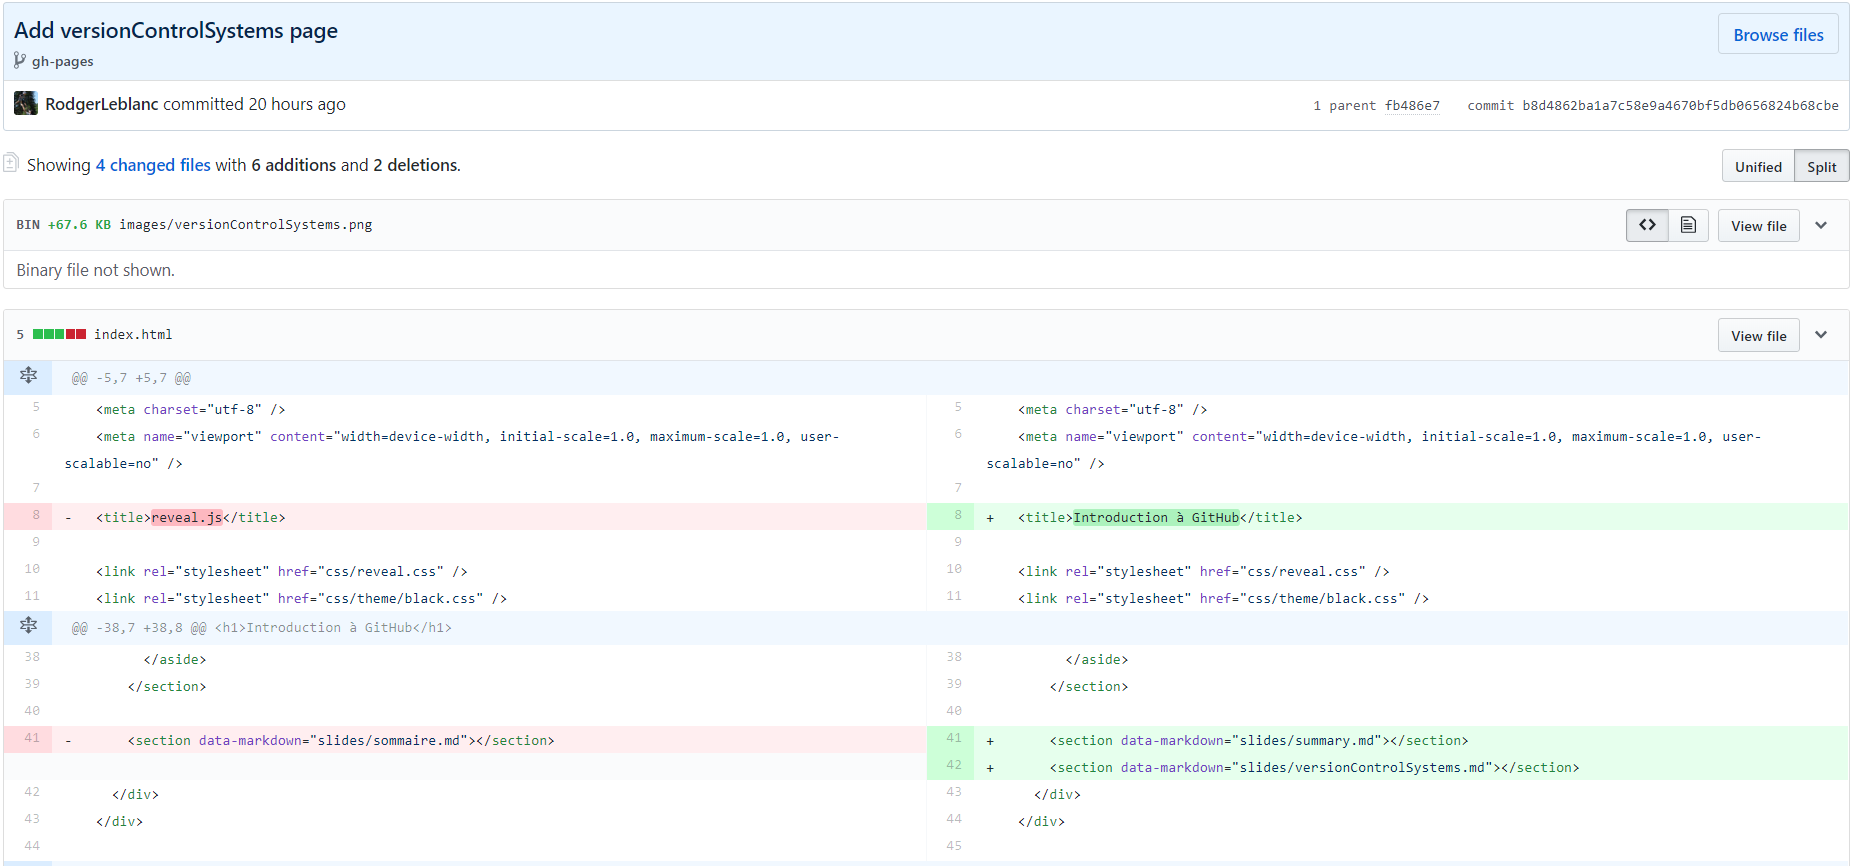 Add versionControlSystems page
Browse files
gh-pages
RodgerLeblanc committed 20 hours ago
1 parent fb486e7 commit b8d4862ba1a7c58e9a4670bf5db0656824b68cbe
Showing 4 changed files with 6 additions and 2 deletions.
Unified Split
BIN +67.6 KB images/versionControlSystems.png
View file
Binary file not shown.
5 index.html
View file
@@ -5,7 +5,7 @@
5 <meta charset="utf-8" />
5 <meta charset="utf-8" />
6 <meta name="viewport" content="width=device-width, initial-scale=1.0, maximum-scale=1.0, user-
scalable=no" />
6 <meta name="viewport" content="width=device-width, initial-scale=1.0, maximum-scale=1.0, user-
scalable=no" />
7
7
8 - <title>reveal.js</title>
8 + <title>Introduction à GitHub</title>
9
9
10 <link rel="stylesheet" href="css/reveal.css" />
10 <link rel="stylesheet" href="css/reveal.css" />
11 <link rel="stylesheet" href="css/theme/black.css" />
11 <link rel="stylesheet" href="css/theme/black.css" />
@@ -38,7 +38,8 @@ <h1>Introduction à GitHub</h1>
38 </aside>
38 </aside>
39 </section>
39 </section>
40
40
41 - <section data-markdown="slides/sommaire.md"></section>
41 + <section data-markdown="slides/summary.md"></section>
42 + <section data-markdown="slides/versionControlSystems.md"></section>
42 </div>
43 </div>
43 </div>
44 </div>
44
45